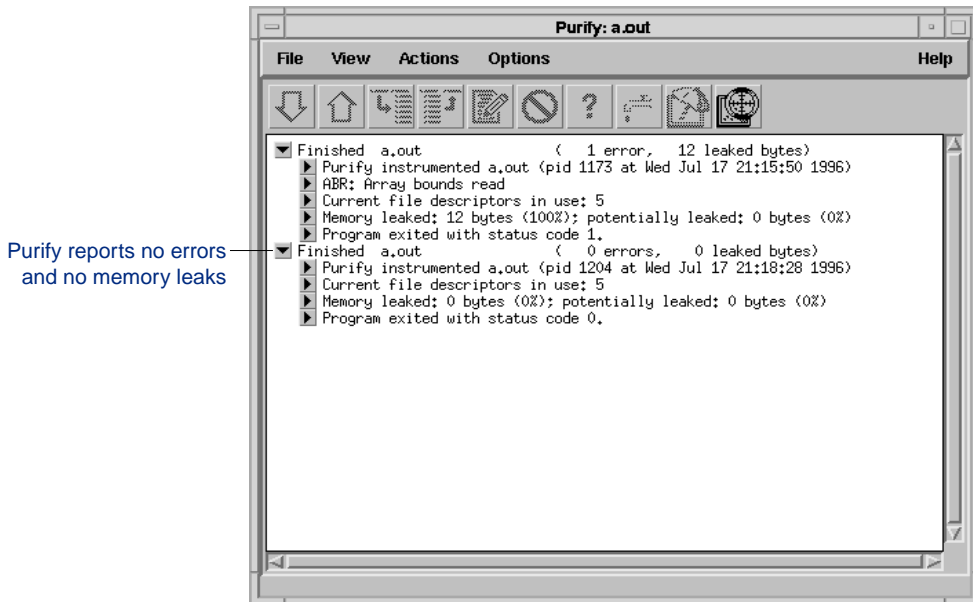 Purify: a.out
File View Actions Options Help
?
Finished a.out ( 1 error, 12 leaked bytes)
Purify instrumented a.out (pid 1173 at Wed Jul 17 21:15:50 1996)
ABR: Array bounds read
Current file descriptors in use: 5
Memory leaked: 12 bytes (100%); potentially leaked: 0 bytes (0%)
Program exited with status code 1.
Purify reports no errors
and no memory leaks
Finished a.out ( 0 errors, 0 leaked bytes)
Purify instrumented a.out (pid 1204 at Wed Jul 17 21:18:28 1996)
Current file descriptors in use: 5
Memory leaked: 0 bytes (0%); potentially leaked: 0 bytes (0%)
Program exited with status code 0.